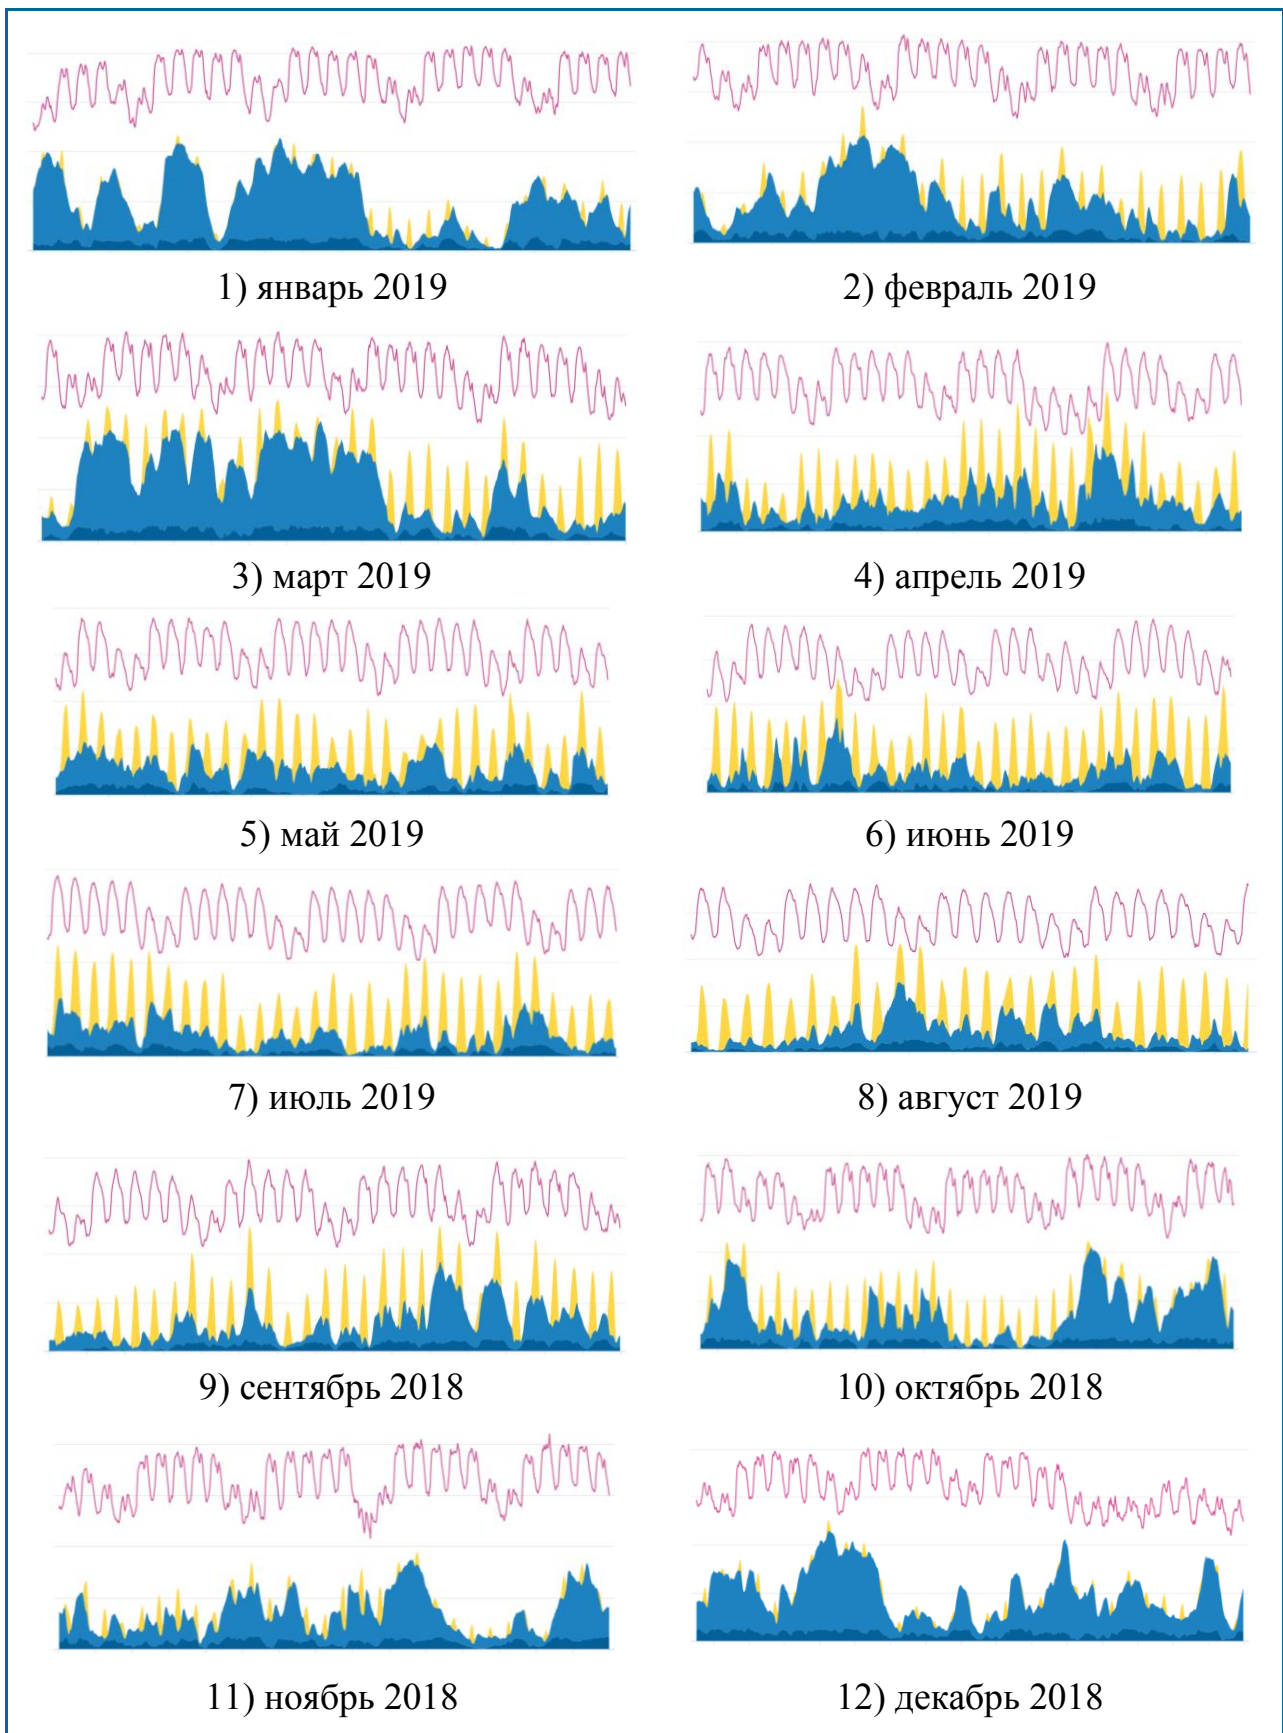 1) январь 2019
2) февраль 2019
3) март 2019
4) апрель 2019
5) май 2019
6) июнь 2019
7) июль 2019
8) август 2019
9) сентябрь 2018
10) октябрь 2018
11) ноябрь 2018
12) декабрь 2018